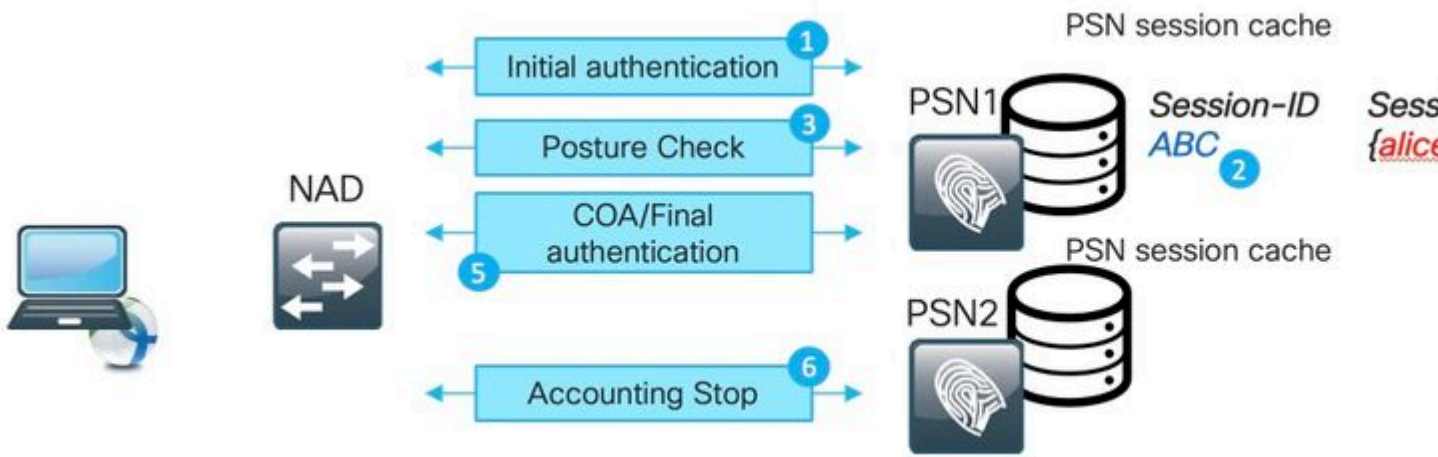 PSN session cache
1
Initial authentication
PSN1
Session-ID
ABC
2
3
Posture Check
NAD
COA/Final
authentication
5
PSN session cache
PSN2
6
Accounting Stop